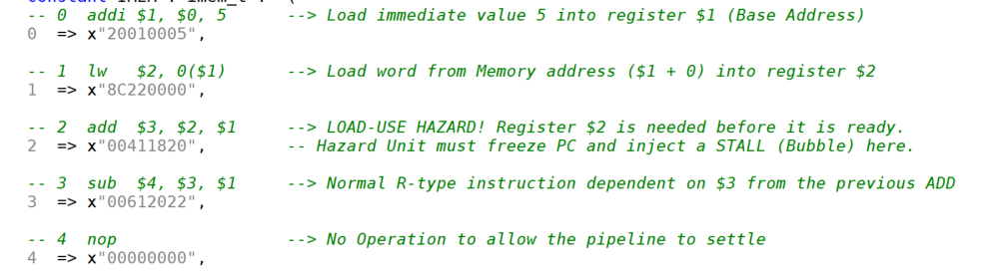 -- 0  addi $1, $0, 5      --> Load immediate value 5 into register $1 (Base Address)
0  => x"20010005",
-- 1  lw   $2, 0($1)      --> Load word from Memory address ($1 + 0) into register $2
1  => x"8C220000",
-- 2  add  $3, $2, $1     --> LOAD-USE HAZARD! Register $2 is needed before it is ready.
2  => x"00411820",        -- Hazard Unit must freeze PC and inject a STALL (Bubble) here.
-- 3  sub  $4, $3, $1     --> Normal R-type instruction dependent on $3 from the previous ADD
3  => x"00612022",
-- 4  nop                 --> No Operation to allow the pipeline to settle
4  => x"00000000",